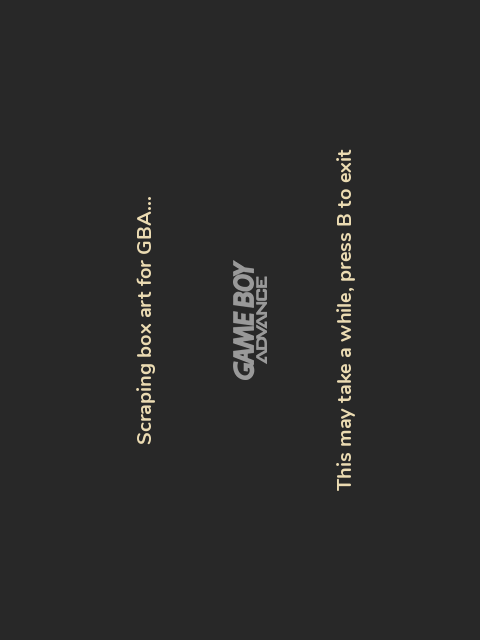 Scraping box art for GBA...
GAME BOY
ADVANCE
This may take a while, press B to exit